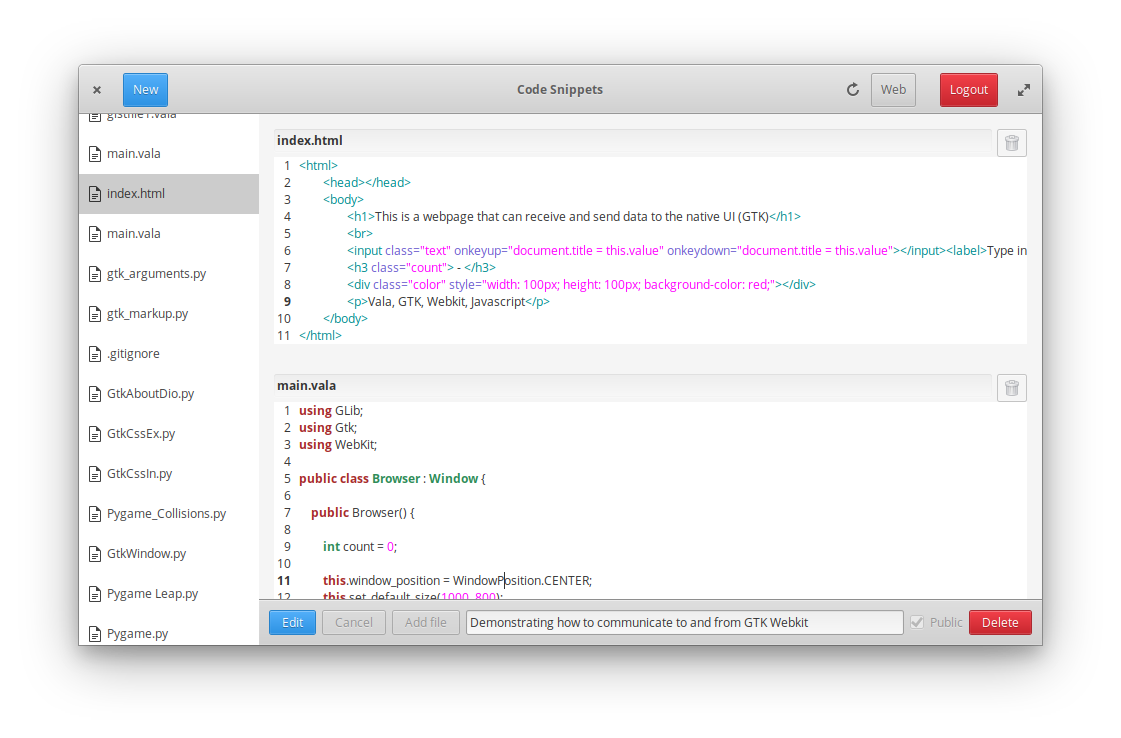 × New Code Snippets Web Logout
gistfile1.vala
main.vala
index.html
main.vala
gtk_arguments.py
gtk_markup.py
.gitignore
GtkAboutDio.py
GtkCssEx.py
GtkCssIn.py
Pygame_Collisions.py
GtkWindow.py
Pygame Leap.py
Pygame.py
index.html
1 <html>
2 <head></head>
3 <body>
4 <h1>This is a webpage that can receive and send data to the native UI (GTK)</h1>
5 <br>
6 <input class="text" onkeyup="document.title = this.value" onkeydown="document.title = this.value"></input><label>Type in
7 <h3 class="count"> - </h3>
8 <div class="color" style="width: 100px; height: 100px; background-color: red;"></div>
9 <p>Vala, GTK, Webkit, Javascript</p>
10 </body>
11 </html>
main.vala
1 using GLib;
2 using Gtk;
3 using WebKit;
4
5 public class Browser : Window {
6
7 public Browser() {
8
9 int count = 0;
10
11 this.window_position = WindowPosition.CENTER;
12 this.set_default_size(1000, 800);
Edit Cancel Add file Demonstrating how to communicate to and from GTK Webkit Public Delete